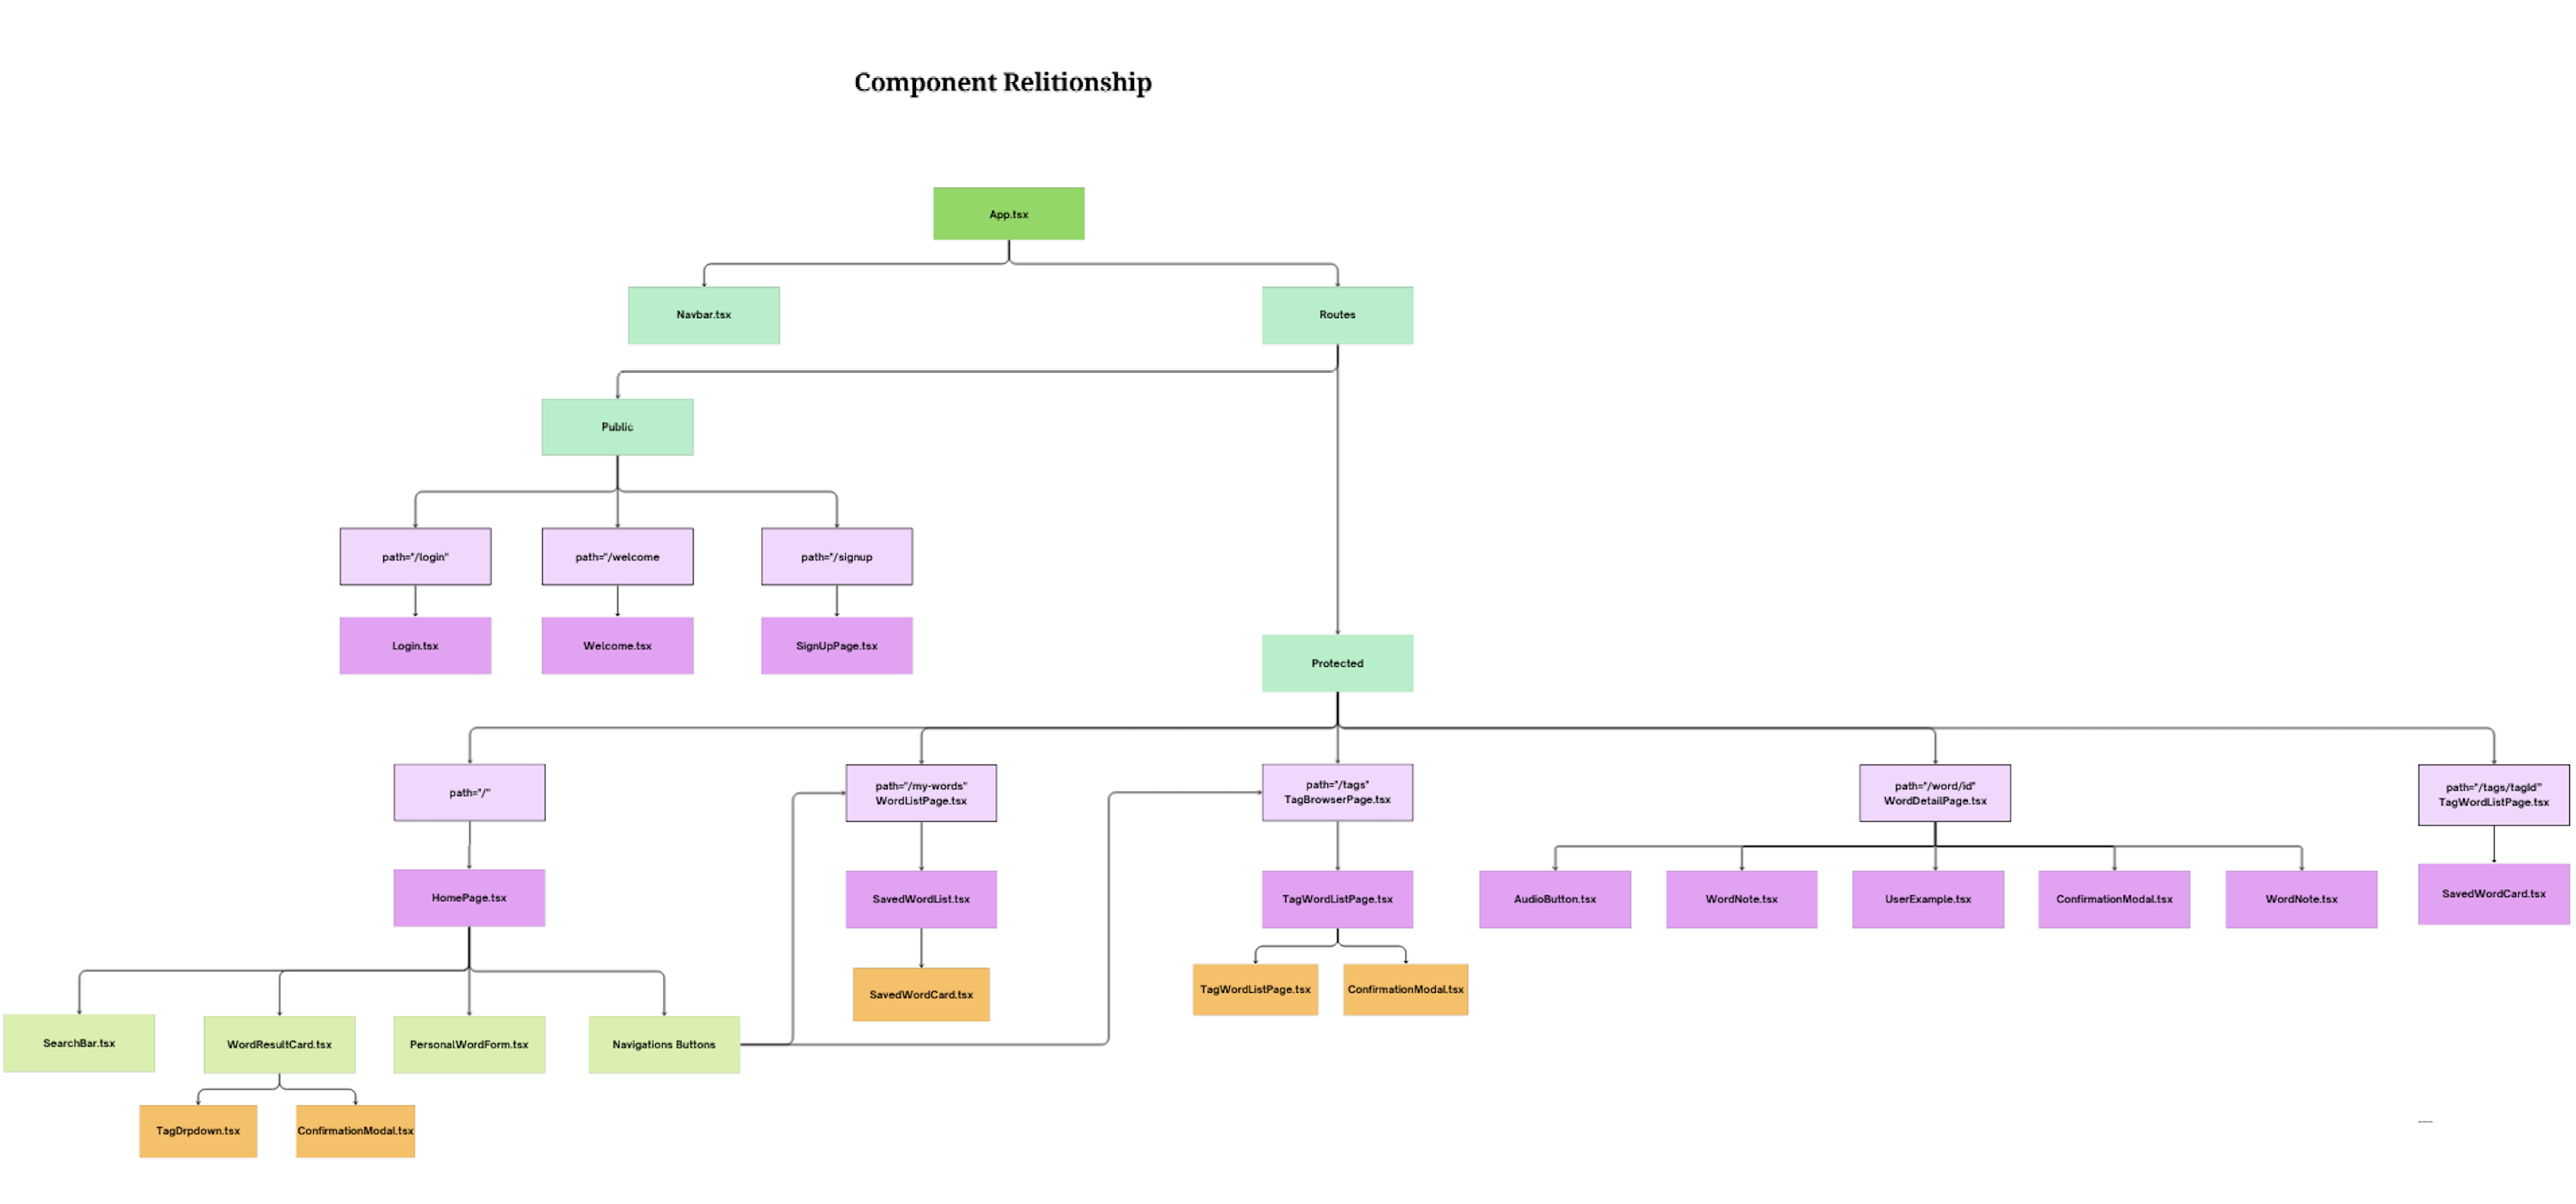 Component Relitionship
App.tsx
Navbar.tsx
Routes
Public
path="/login"
path="/welcome
path="/signup
Login.tsx
Welcome.tsx
SignUpPage.tsx
Protected
path="/"
path="/my-words"
WordListPage.tsx
path="/tags"
TagBrowserPage.tsx
path="/word/id"
WordDetailPage.tsx
path="/tags/tagId"
TagWordListPage.tsx
HomePage.tsx
SavedWordList.tsx
TagWordListPage.tsx
AudioButton.tsx
WordNote.tsx
UserExample.tsx
ConfirmationModal.tsx
WordNote.tsx
SavedWordCard.tsx
SavedWordCard.tsx
TagWordListPage.tsx
ConfirmationModal.tsx
SearchBar.tsx
WordResultCard.tsx
PersonalWordForm.tsx
Navigations Buttons
TagDrpdown.tsx
ConfirmationModal.tsx